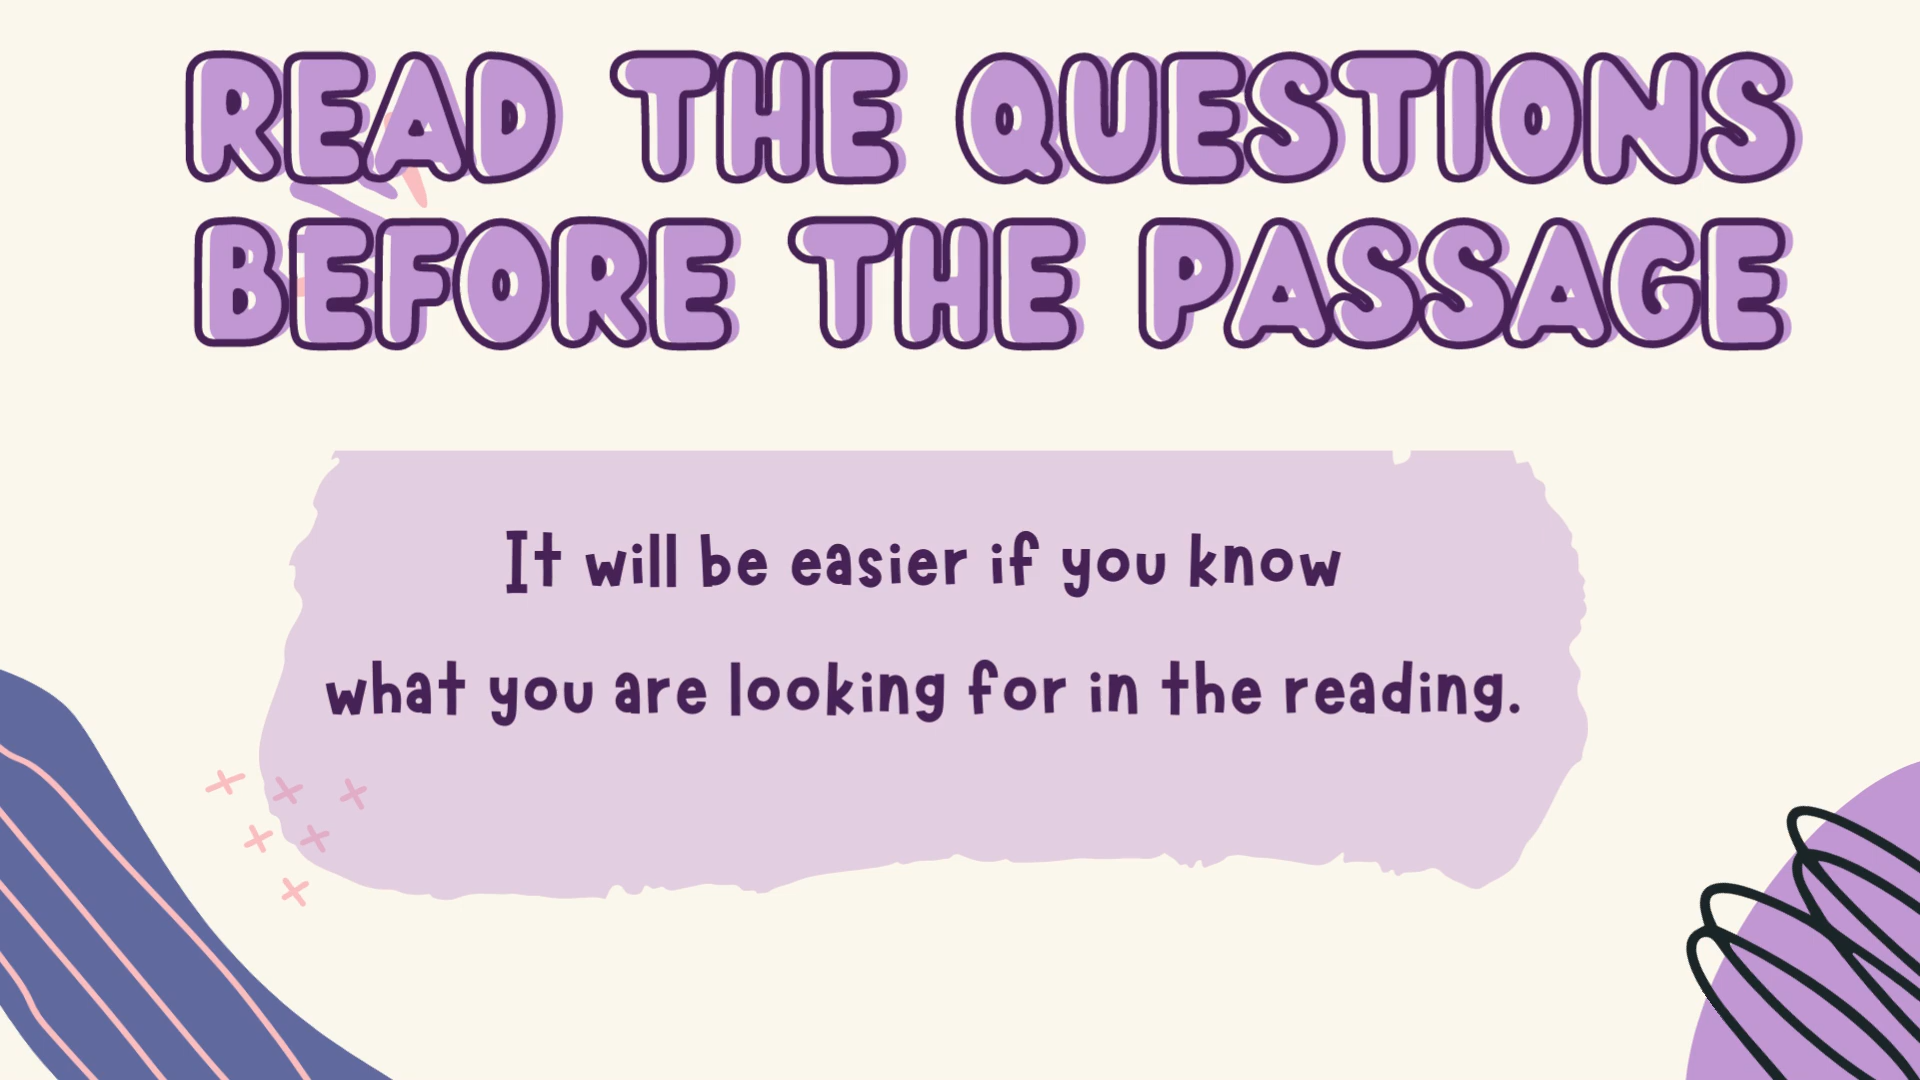 READ THE QUESTIONS
BEFORE THE PASSAGE
It will be easier if you know
what you are looking for in the reading.